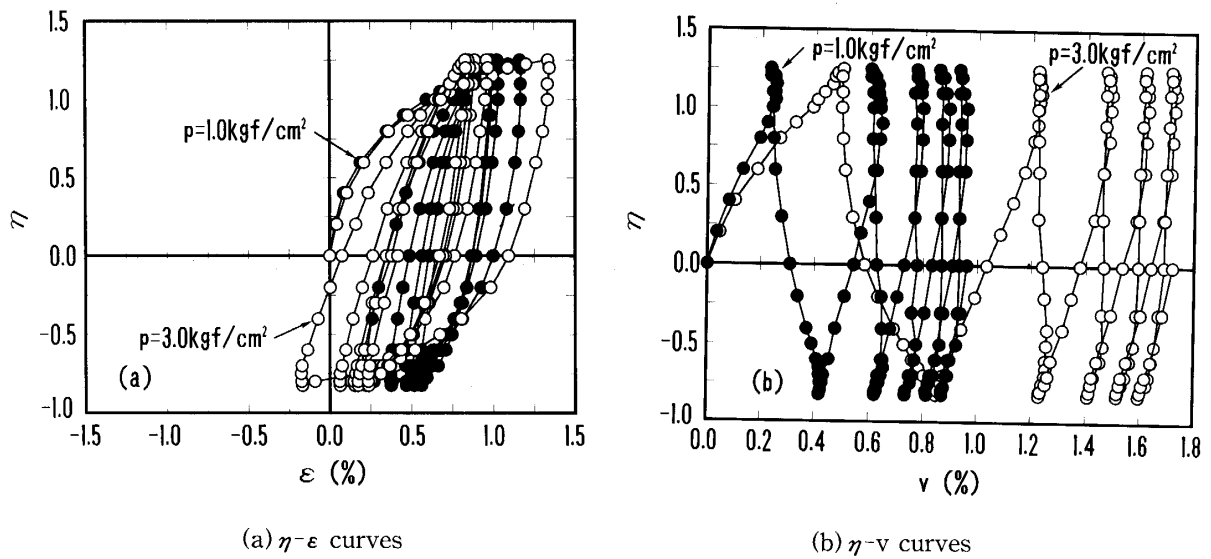 1.5
1.0
0.5
0.0
-0.5
-1.0
η
p=1.0kgf/cm²
p=3.0kgf/cm²
(a)
-1.5 -1.0 -0.5 0.0 0.5 1.0 1.5
ε (%)
(a) η-ε curves
1.5
1.0
0.5
0.0
-0.5
-1.0
η
p=1.0kgf/cm²
p=3.0kgf/cm²
(b)
0.0 0.2 0.4 0.6 0.8 1.0 1.2 1.4 1.6 1.8
v (%)
(b) η-v curves